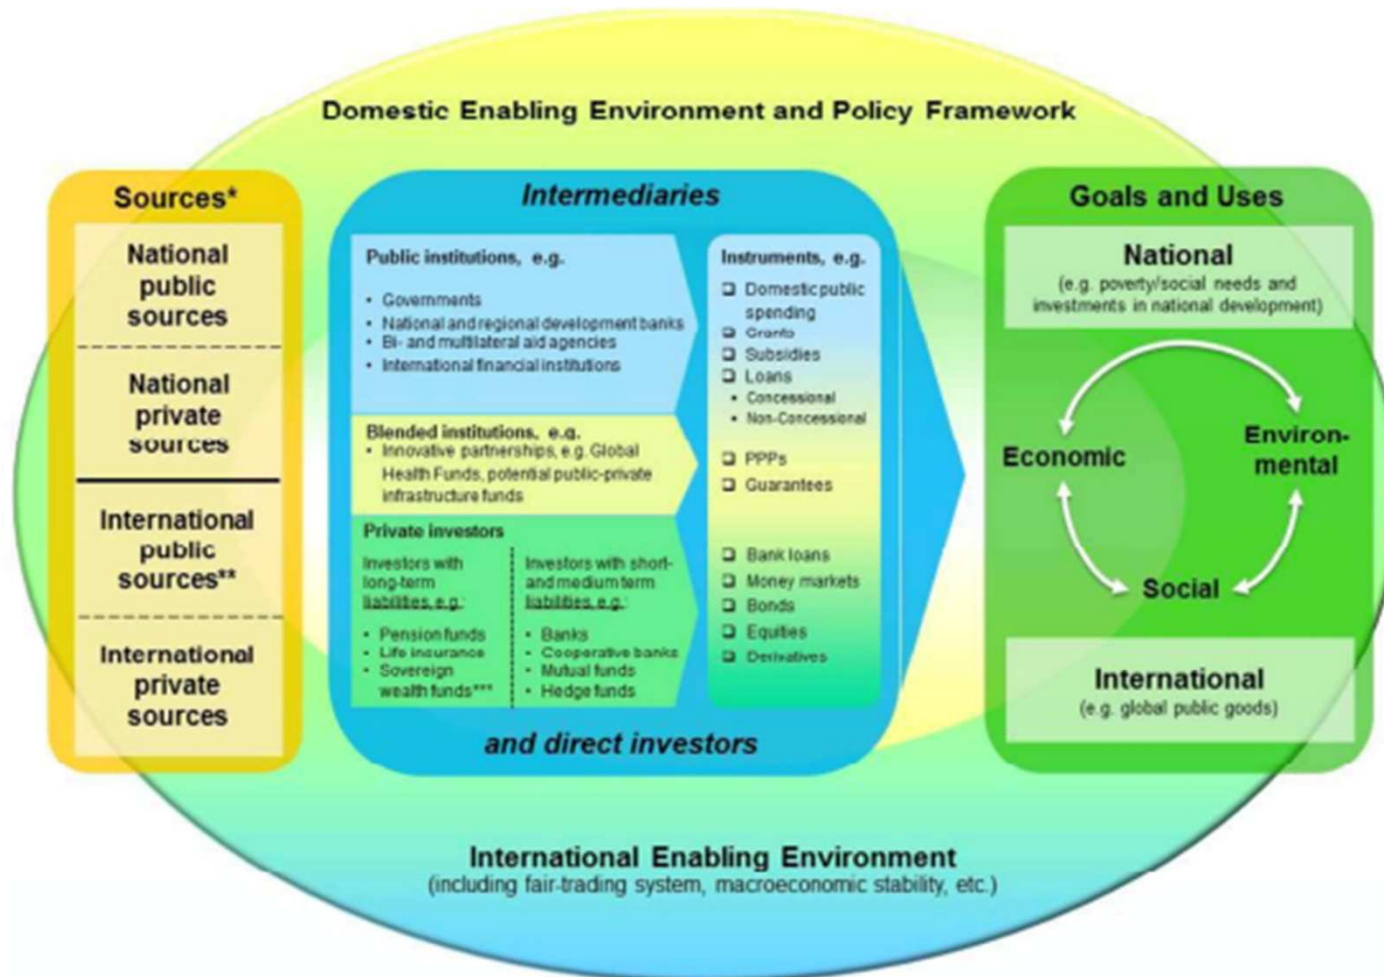 Domestic Enabling Environment and Policy Framework
Sources*
National
public
sources
National
private
sources
International
public
sources**
International
private
sources
Intermediaries
Public institutions, e.g.
• Governments
• National and regional development banks
• Bi- and multilateral aid agencies
• International financial institutions
Blended institutions, e.g.
• Innovative partnerships, e.g. Global
Health Funds, potential public-private
infrastructure funds
Private investors
Investors with
long-term
liabilities, e.g.:
• Pension funds
• Life insurance
• Sovereign
wealth funds***
Investors with short-
and medium term
liabilities, e.g.:
• Banks
• Cooperative banks
• Mutual funds
• Hedge funds
Instruments, e.g.
❑ Domestic public
spending
❑ Grants
❑ Subsidies
❑ Loans
• Concessional
• Non-Concessional
❑ PPPs
❑ Guarantees
❑ Bank loans
❑ Money markets
❑ Bonds
❑ Equities
❑ Derivatives
and direct investors
Goals and Uses
National
(e.g. poverty/social needs and
investments in national development)
Economic
Environ-
mental
Social
International
(e.g. global public goods)
International Enabling Environment
(including fair-trading system, macroeconomic stability, etc.)